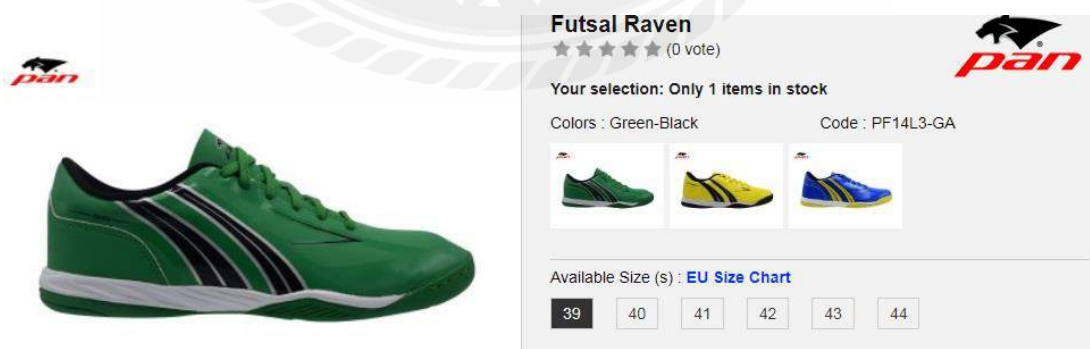 pan
Futsal Raven
(0 vote)
pan
Your selection: Only 1 items in stock
Colors : Green-Black
Code : PF14L3-GA
Available Size (s) : EU Size Chart
39 40 41 42 43 44